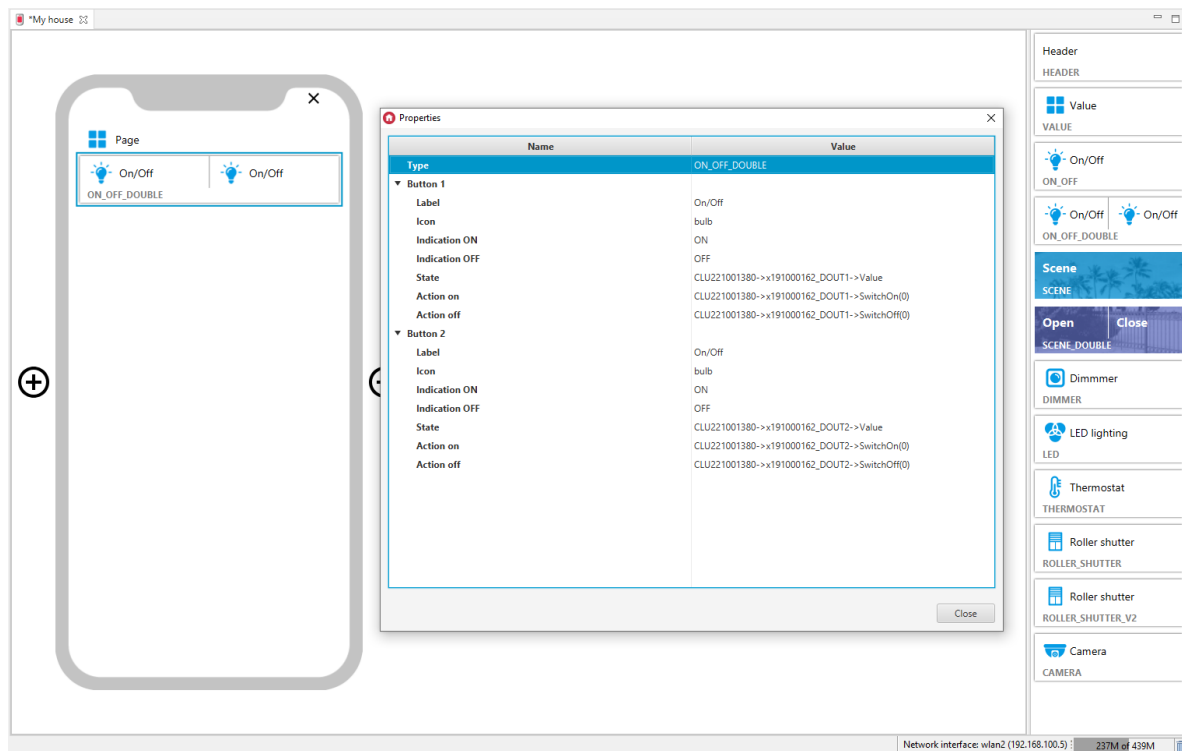 *My house
Page
On/Off On/Off
ON_OFF_DOUBLE
Properties
Name Value
Type ON_OFF_DOUBLE
Button 1
Label On/Off
Icon bulb
Indication ON ON
Indication OFF OFF
State CLU221001380->x191000162_DOUT1->Value
Action on CLU221001380->x191000162_DOUT1->SwitchOn(0)
Action off CLU221001380->x191000162_DOUT1->SwitchOff(0)
Button 2
Label On/Off
Icon bulb
Indication ON ON
Indication OFF OFF
State CLU221001380->x191000162_DOUT2->Value
Action on CLU221001380->x191000162_DOUT2->SwitchOn(0)
Action off CLU221001380->x191000162_DOUT2->SwitchOff(0)
Close
Header
HEADER
Value
VALUE
On/Off
ON_OFF
On/Off On/Off
ON_OFF_DOUBLE
Scene
SCENE
Open Close
SCENE_DOUBLE
Dimmmer
DIMMER
LED lighting
LED
Thermostat
THERMOSTAT
Roller shutter
ROLLER_SHUTTER
Roller shutter
ROLLER_SHUTTER_V2
Camera
CAMERA
Network interface: wlan2 (192.168.100.5) 237M of 439M